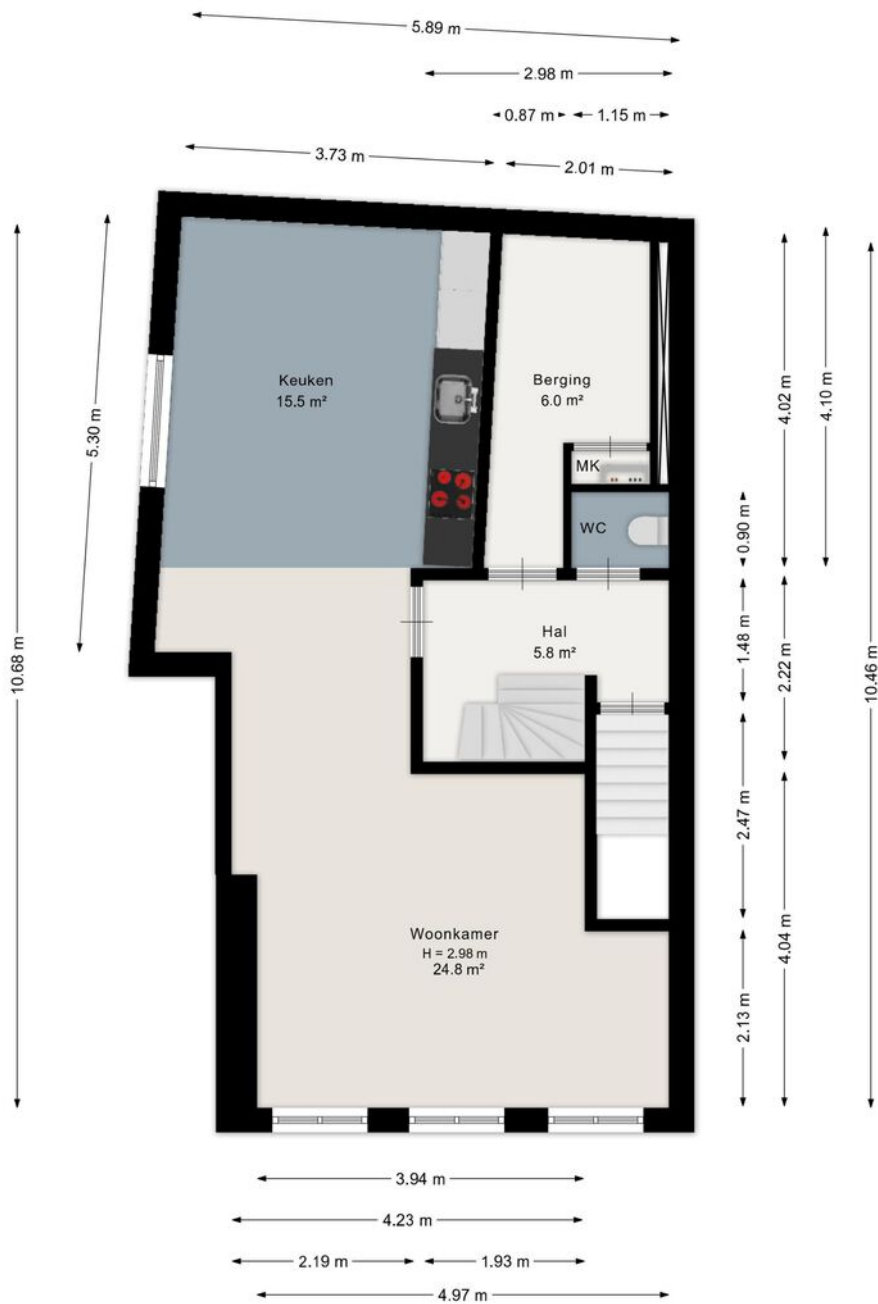 5.89 m
2.98 m
0.87 m
1.15 m
3.73 m
2.01 m
Keuken
15.5 m²
Berging
6.0 m²
MK
WC
Hal
5.8 m²
Woonkamer
H = 2.98 m
24.8 m²
5.30 m
10.68 m
4.02 m
4.10 m
0.90 m
1.48 m
2.22 m
10.46 m
2.47 m
4.04 m
2.13 m
3.94 m
4.23 m
2.19 m
1.93 m
4.97 m